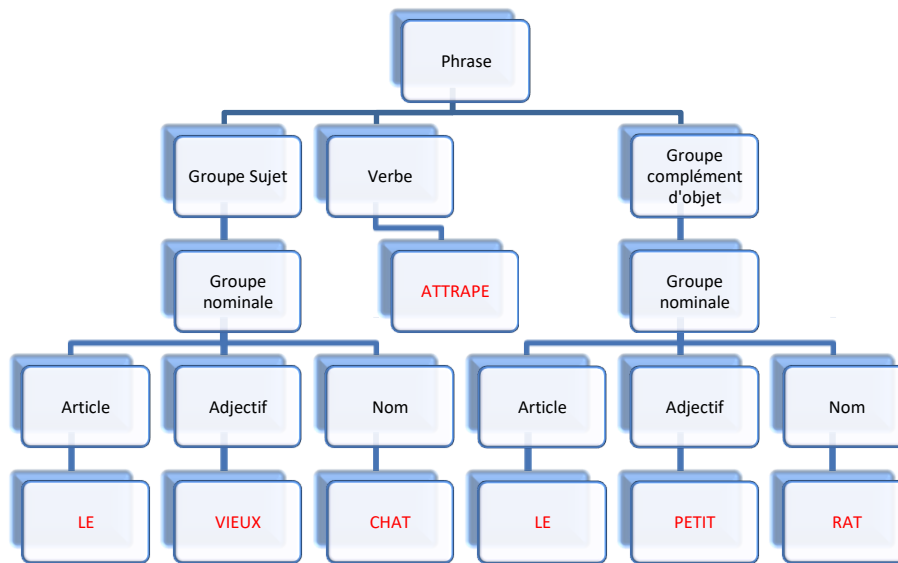 Phrase
Groupe Sujet
Verbe
Groupe
complément
d'objet
Groupe
nominale
ATTRAPE
Groupe
nominale
Article
Adjectif
Nom
Article
Adjectif
Nom
LE
VIEUX
CHAT
LE
PETIT
RAT